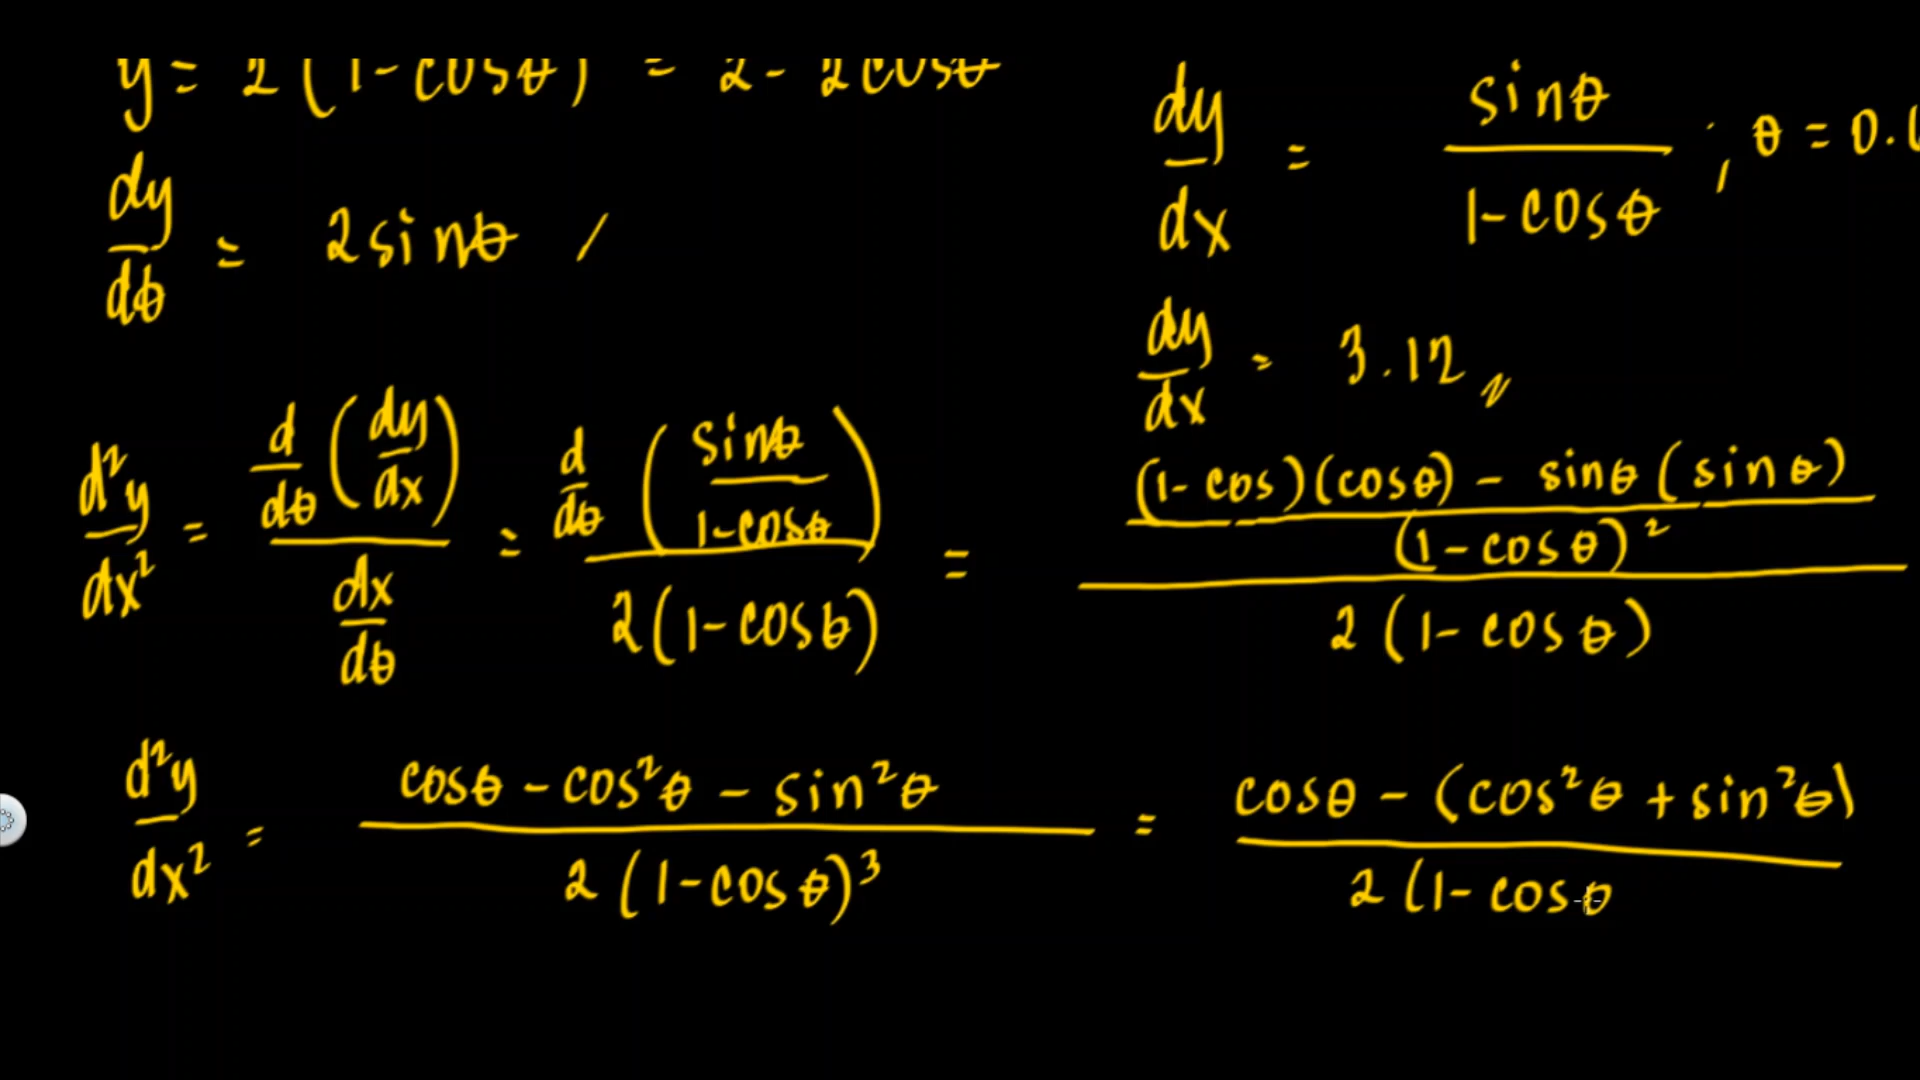 y = 2(1-cosθ) = 2-2cosθ
dy/dθ = 2sinθ /
dy/dx = sinθ/(1-cosθ) ; θ = 0.
dy/dx = 3.12
d²y/dx² = d/dθ(dy/dx) / dx/dθ = d/dθ(sinθ/(1-cosθ)) / 2(1-cosθ) = ((1-cos)(cosθ) - sinθ(sinθ))/(1-cosθ)² / 2(1-cosθ)
d²y/dx² = (cosθ - cos²θ - sin²θ) / 2(1-cosθ)³ = cosθ - (cos²θ + sin²θ) / 2(1-cosθ